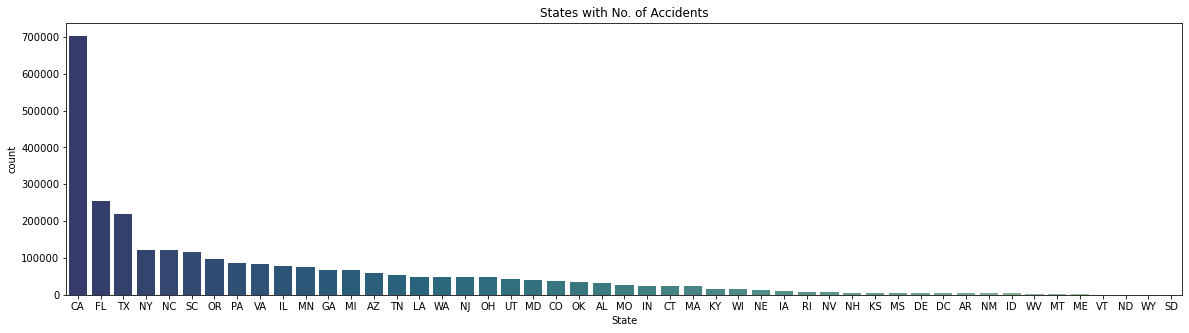 States with No. of Accidents
700000
600000
500000
400000
300000
200000
100000
0
count
CA FL TX NY NC SC OR PA VA IL MN GA MI AZ TN LA WA NJ OH UT MD CO OK AL MO IN CT MA KY WI NE IA RI NV NH KS MS DE DC AR NM ID WV MT ME VT ND WY SD
State